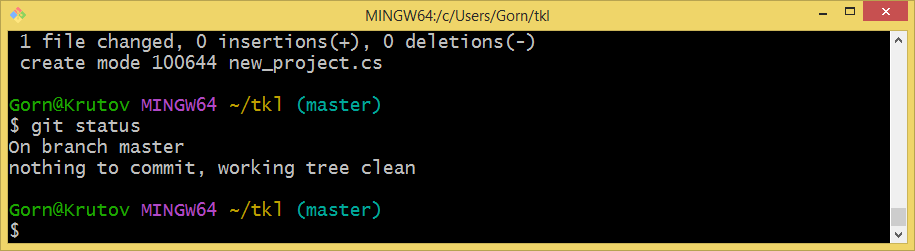 MINGW64:/c/Users/Gorn/tkl
1 file changed, 0 insertions(+), 0 deletions(-)
create mode 100644 new_project.cs
Gorn@Krutov MINGW64 ~/tkl (master)
$ git status
On branch master
nothing to commit, working tree clean
Gorn@Krutov MINGW64 ~/tkl (master)
$